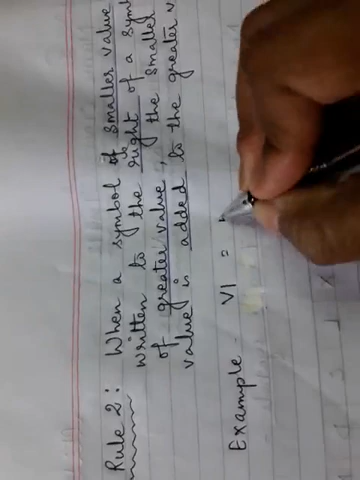 Rule 2: When a symbol of smaller value
written to the right of a sym
of greater value, the smaller
value is added to the greater v
Example VI =